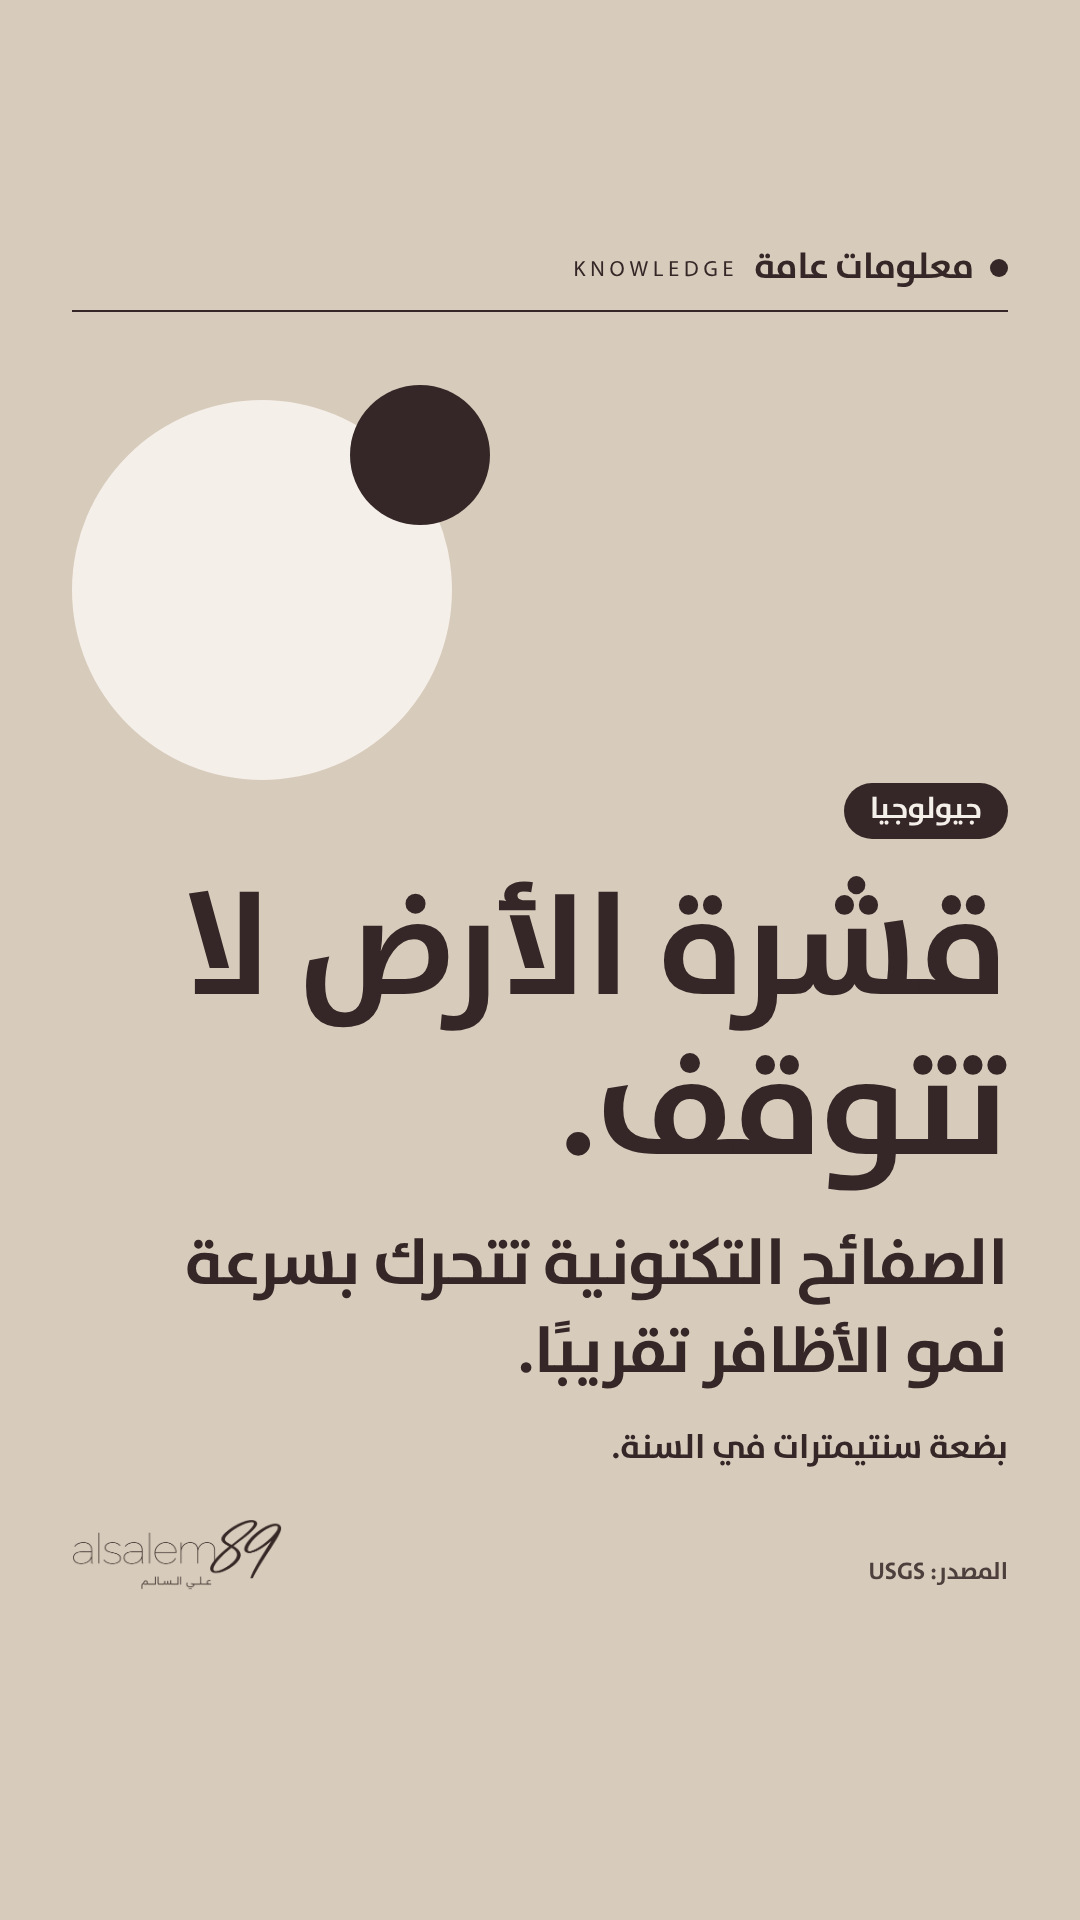 معلومات عامة KNOWLEDGE
جيولوجيا
قشرة الأرض لا
تتوقف.
الصفائح التكتونية تتحرك بسرعة
نمو الأظافر تقريبًا.
بضعة سنتيمترات في السنة.
المصدر: USGS
alsalem89
علي السالم